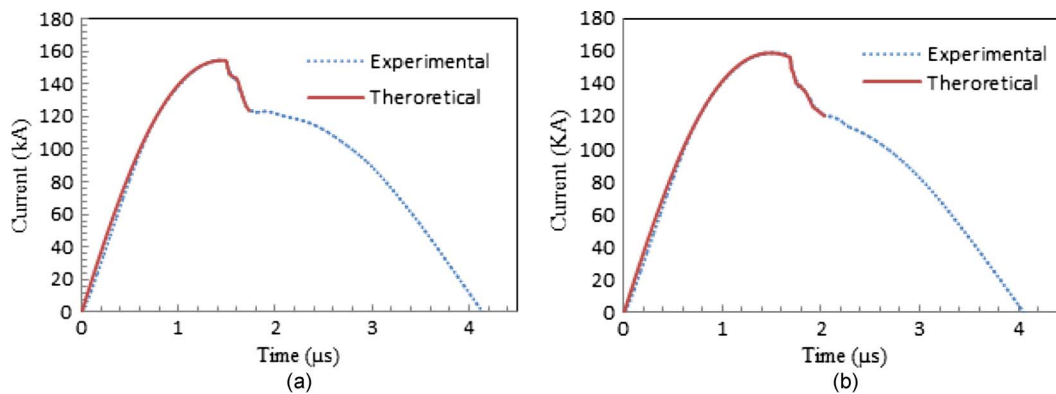 180
160
140
120
100
80
60
40
20
0
Current (kA)
Experimental
Theroretical
0 1 2 3 4
Time (µs)
(a)
180
160
140
120
100
80
60
40
20
0
Current (KA)
Experimental
Theroretical
0 1 2 3 4
Time (µs)
(b)